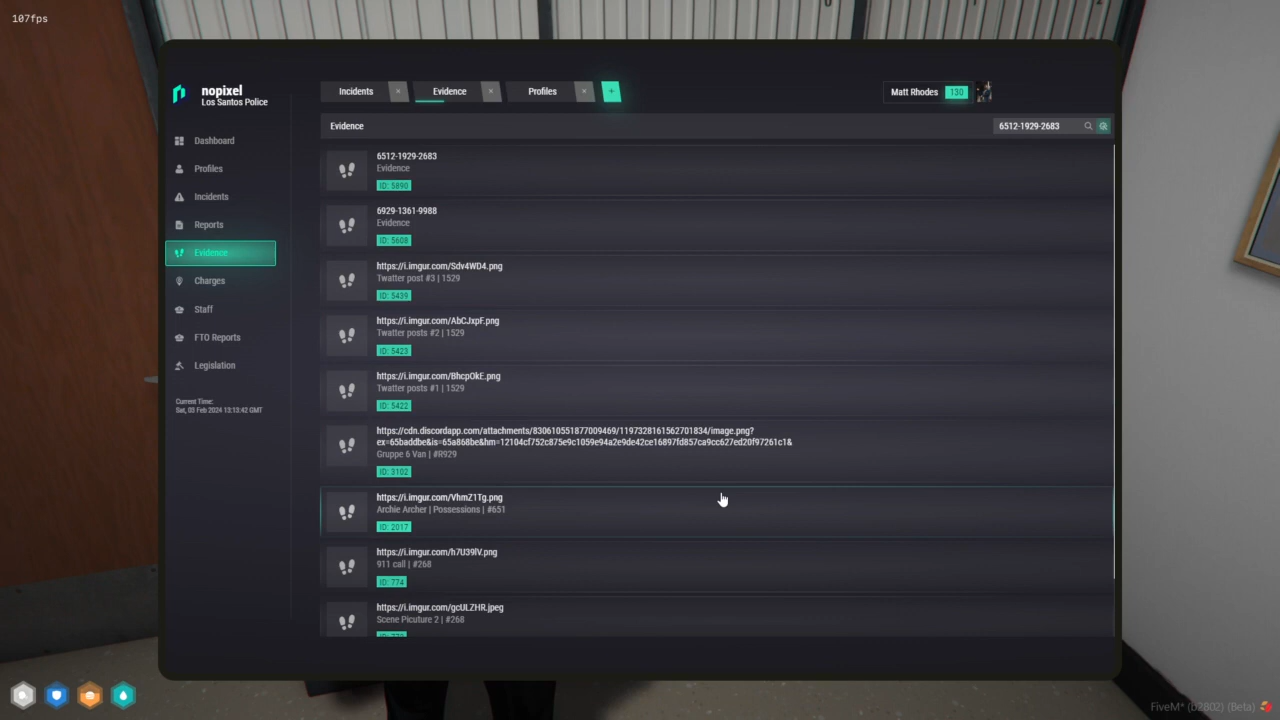 107fps
nopixel
Los Santos Police
Incidents
Evidence
Profiles
+
Matt Rhodes 130
Evidence
6512-1929-2683
Dashboard
Profiles
Incidents
Reports
Evidence
Charges
Staff
FTO Reports
Legislation
Current Time:
Sat, 03 Feb 2024 13:13:42 GMT
6512-1929-2683
Evidence
ID: 5890
6929-1361-9988
Evidence
ID: 5608
https://i.imgur.com/Sdv4WD4.png
Twatter post #3 | 1529
ID: 5439
https://i.imgur.com/AbCJxpF.png
Twatter posts #2 | 1529
ID: 5423
https://i.imgur.com/BhcpOkE.png
Twatter posts #1 | 1529
ID: 5422
https://cdn.discordapp.com/attachments/830610551877009469/1197328161562701834/image.png?
ex=65baddbe&is=65a868be&hm=12104cf752c875e9c1059e94a2e9de42ce16897fd857ca9cc627ed20f97261c1&
Gruppe 6 Van | #R929
ID: 3102
https://i.imgur.com/VhmZ1Tg.png
Archie Archer | Possessions | #651
ID: 2017
https://i.imgur.com/h7U39lV.png
911 call | #268
ID: 774
https://i.imgur.com/gcULZHR.jpeg
Scene Picuture 2 | #268
FiveM* (b2802) (Beta)